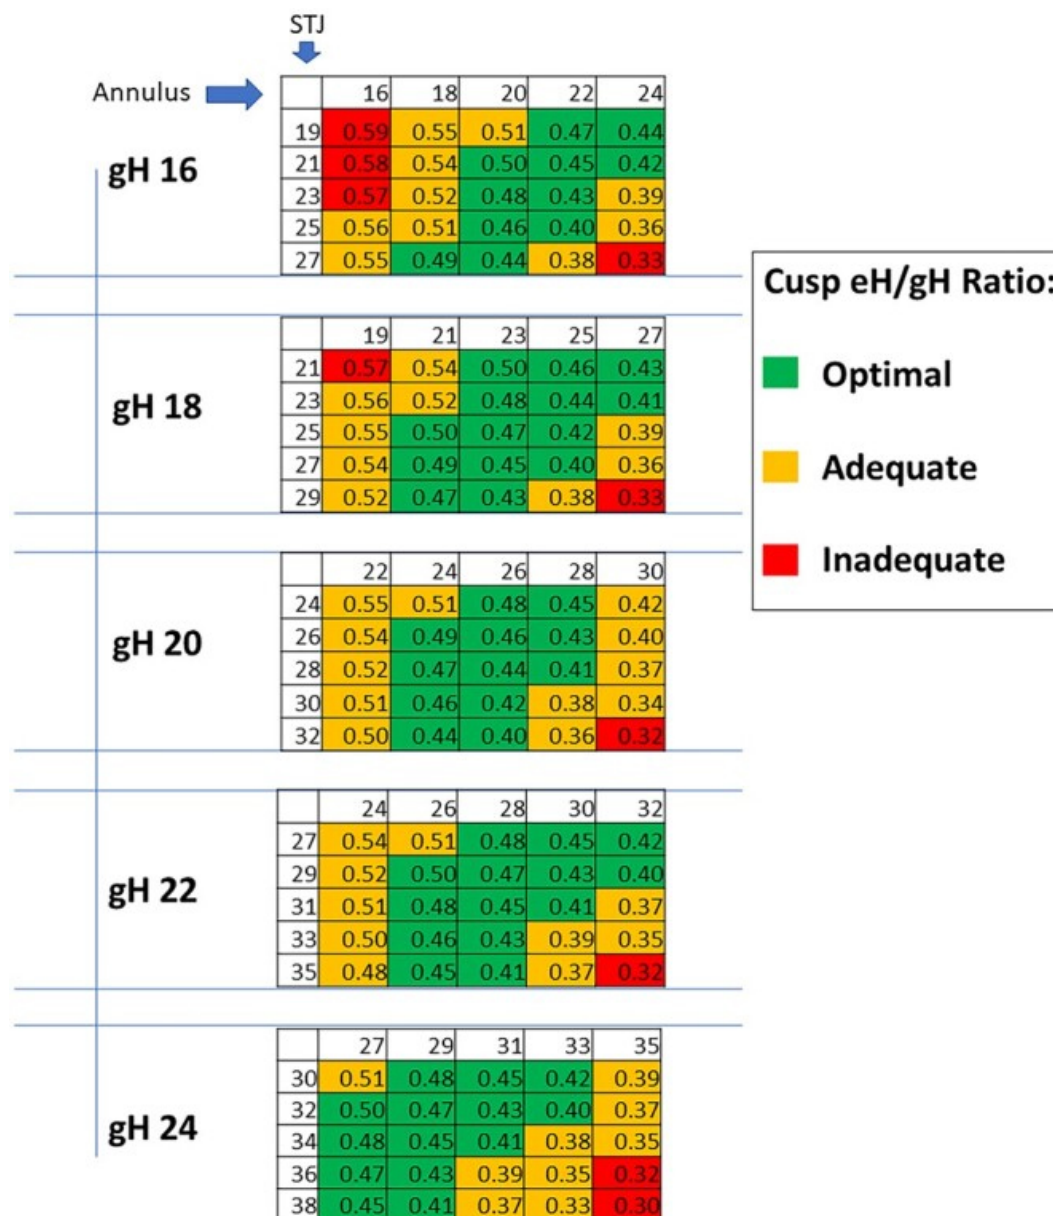 STJ
Annulus
16 18 20 22 24
19 0.59 0.55 0.51 0.47 0.44
21 0.58 0.54 0.50 0.45 0.42
gH 16
23 0.57 0.52 0.48 0.43 0.39
25 0.56 0.51 0.46 0.40 0.36
27 0.55 0.49 0.44 0.38 0.33
19 21 23 25 27
21 0.57 0.54 0.50 0.46 0.43
23 0.56 0.52 0.48 0.44 0.41
gH 18
25 0.55 0.50 0.47 0.42 0.39
27 0.54 0.49 0.45 0.40 0.36
29 0.52 0.47 0.43 0.38 0.33
22 24 26 28 30
24 0.55 0.51 0.48 0.45 0.42
26 0.54 0.49 0.46 0.43 0.40
gH 20
28 0.52 0.47 0.44 0.41 0.37
30 0.51 0.46 0.42 0.38 0.34
32 0.50 0.44 0.40 0.36 0.32
24 26 28 30 32
27 0.54 0.51 0.48 0.45 0.42
29 0.52 0.50 0.47 0.43 0.40
gH 22
31 0.51 0.48 0.45 0.41 0.37
33 0.50 0.46 0.43 0.39 0.35
35 0.48 0.45 0.41 0.37 0.32
27 29 31 33 35
30 0.51 0.48 0.45 0.42 0.39
32 0.50 0.47 0.43 0.40 0.37
gH 24
34 0.48 0.45 0.41 0.38 0.35
36 0.47 0.43 0.39 0.35 0.32
38 0.45 0.41 0.37 0.33 0.30
Cusp eH/gH Ratio:
Optimal
Adequate
Inadequate